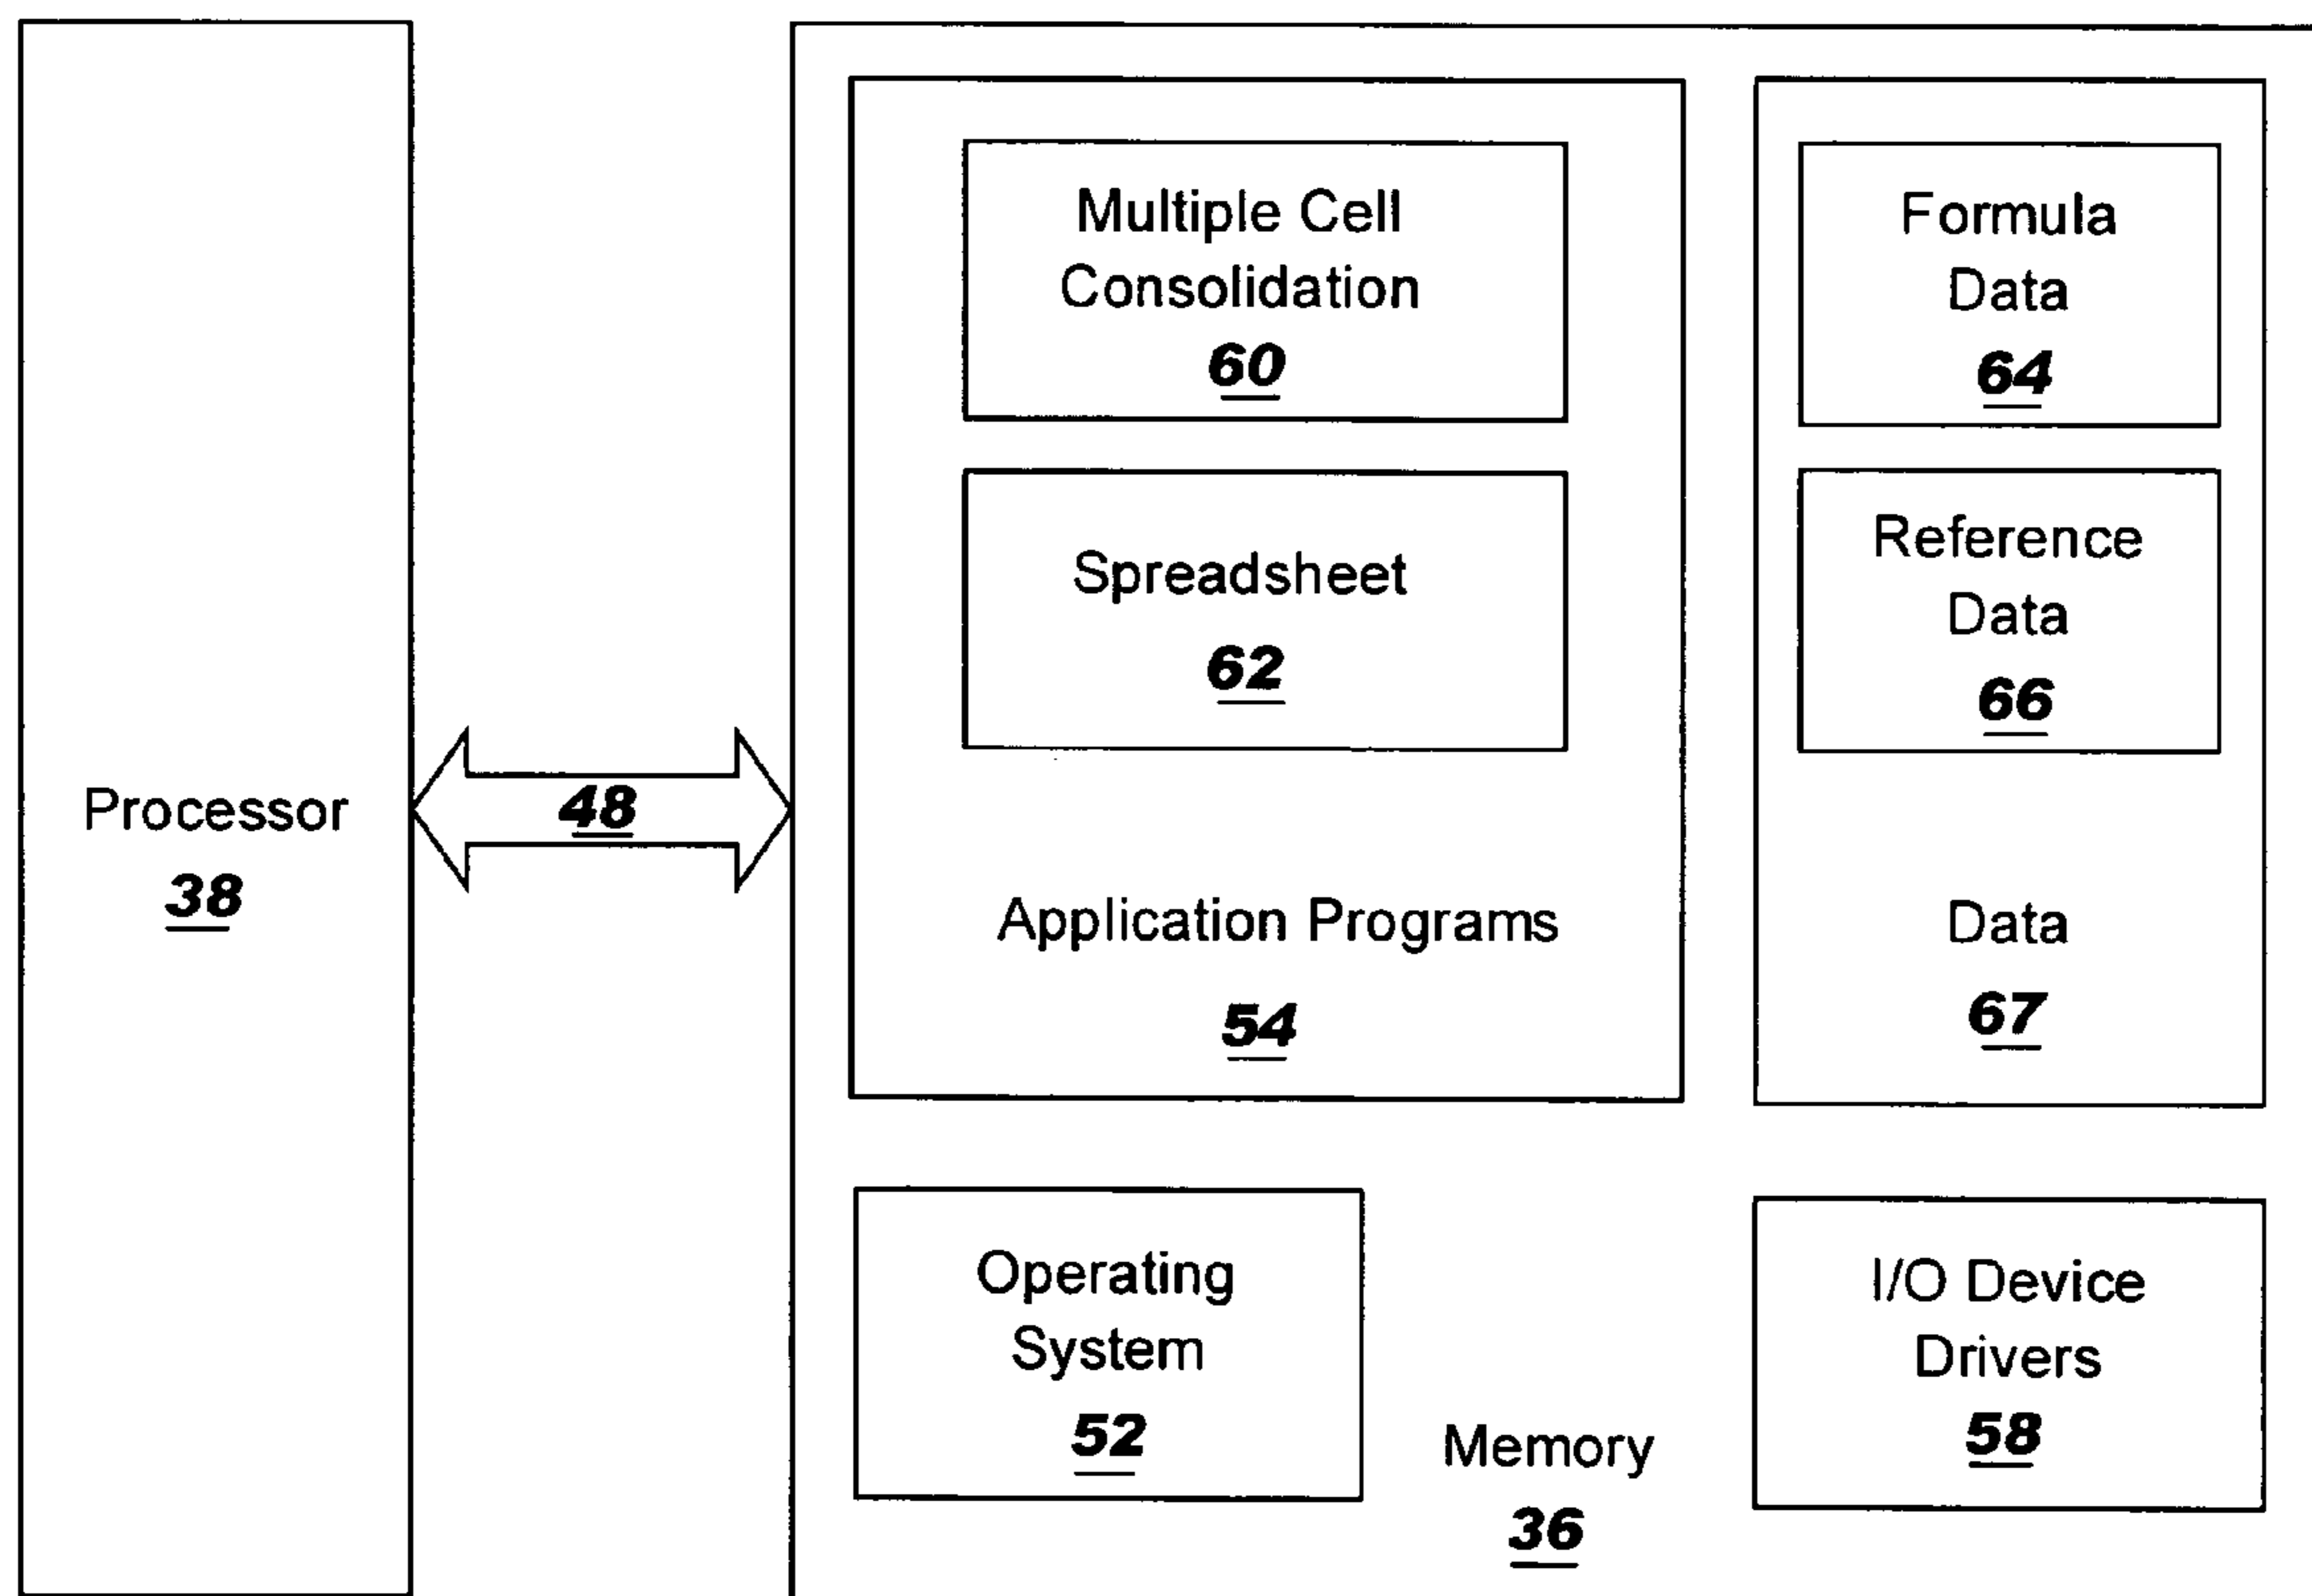 Multiple Cell
Consolidation
60
Formula
Data
64
Spreadsheet
62
Reference
Data
66
Processor
38
48
Application Programs
54
Data
67
Operating
System
52
I/O Device
Drivers
58
Memory
36